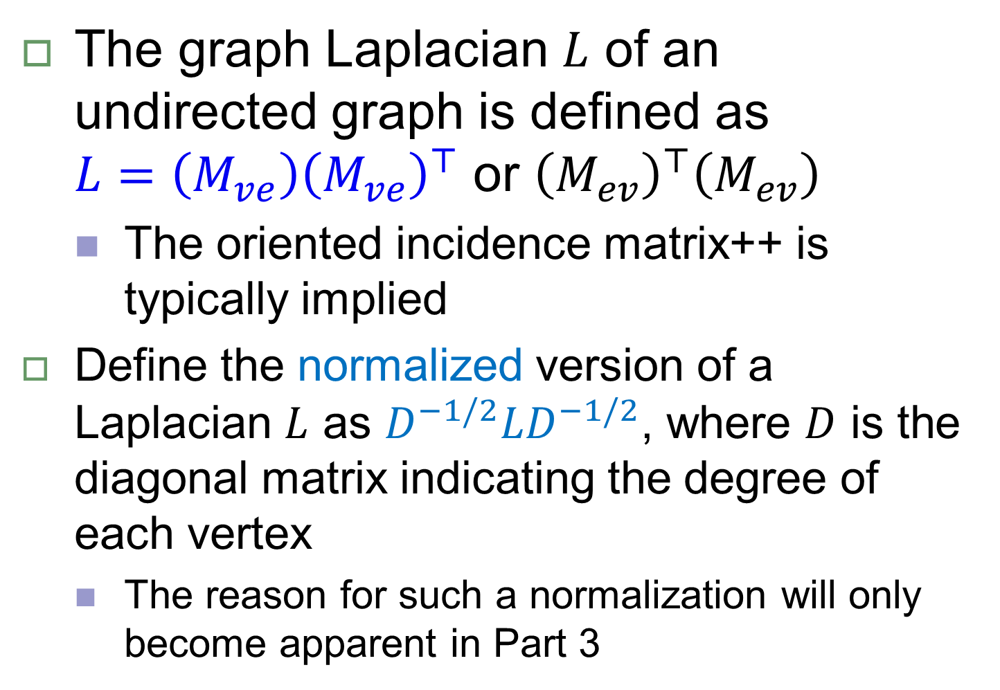 The graph Laplacian 𝐿 of an
undirected graph is defined as
𝐿 = (𝑀_{𝑣𝑒})(𝑀_{𝑣𝑒})^⊤ or (𝑀_{𝑒𝑣})^⊤(𝑀_{𝑒𝑣})
The oriented incidence matrix++ is
typically implied
Define the normalized version of a
Laplacian 𝐿 as 𝐷^{−1/2}𝐿𝐷^{−1/2}, where 𝐷 is the
diagonal matrix indicating the degree of
each vertex
The reason for such a normalization will only
become apparent in Part 3